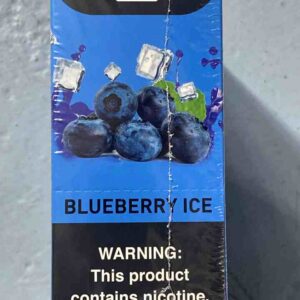 BLUEBERRY ICE
WARNING:
This product
contains nicotine